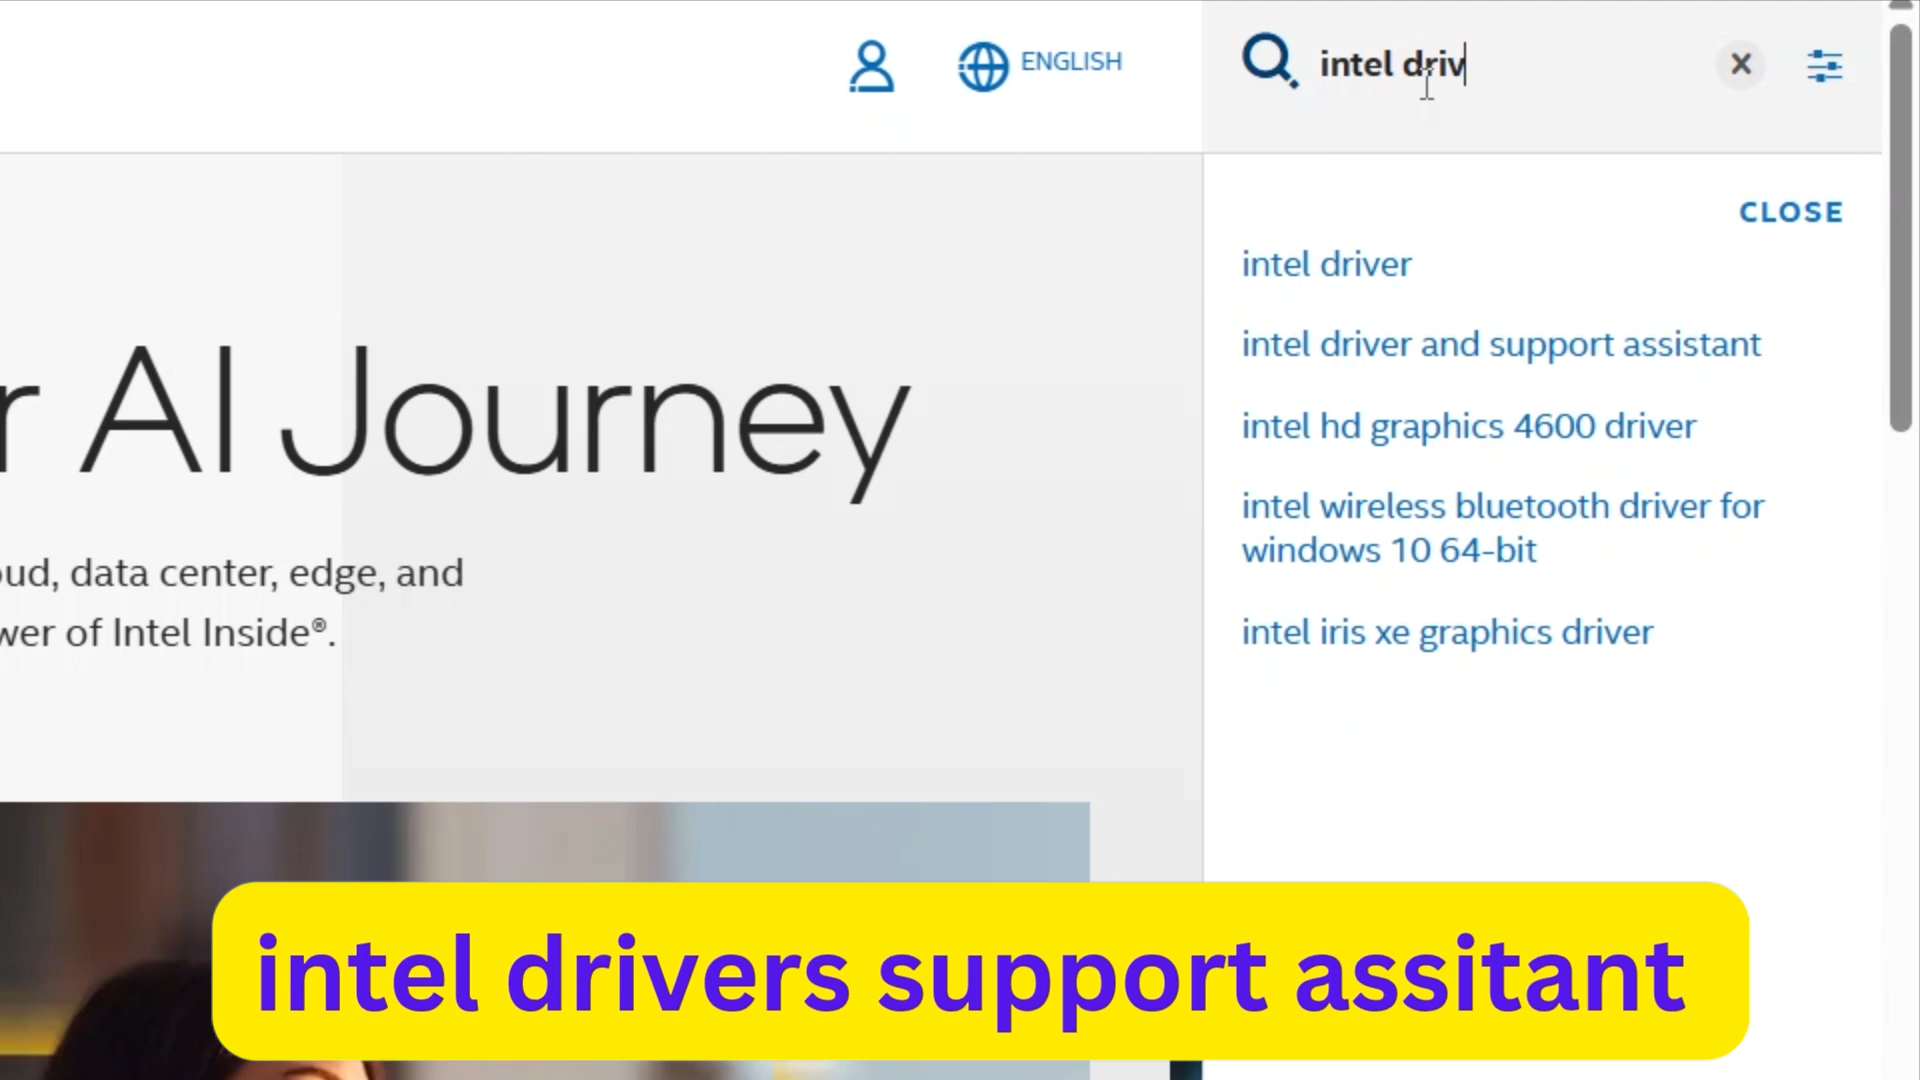 ENGLISH
intel driv
CLOSE
intel driver
intel driver and support assistant
intel hd graphics 4600 driver
intel wireless bluetooth driver for
windows 10 64-bit
intel iris xe graphics driver
r AI Journey
oud, data center, edge, and
wer of Intel Inside®.
intel drivers support assitant